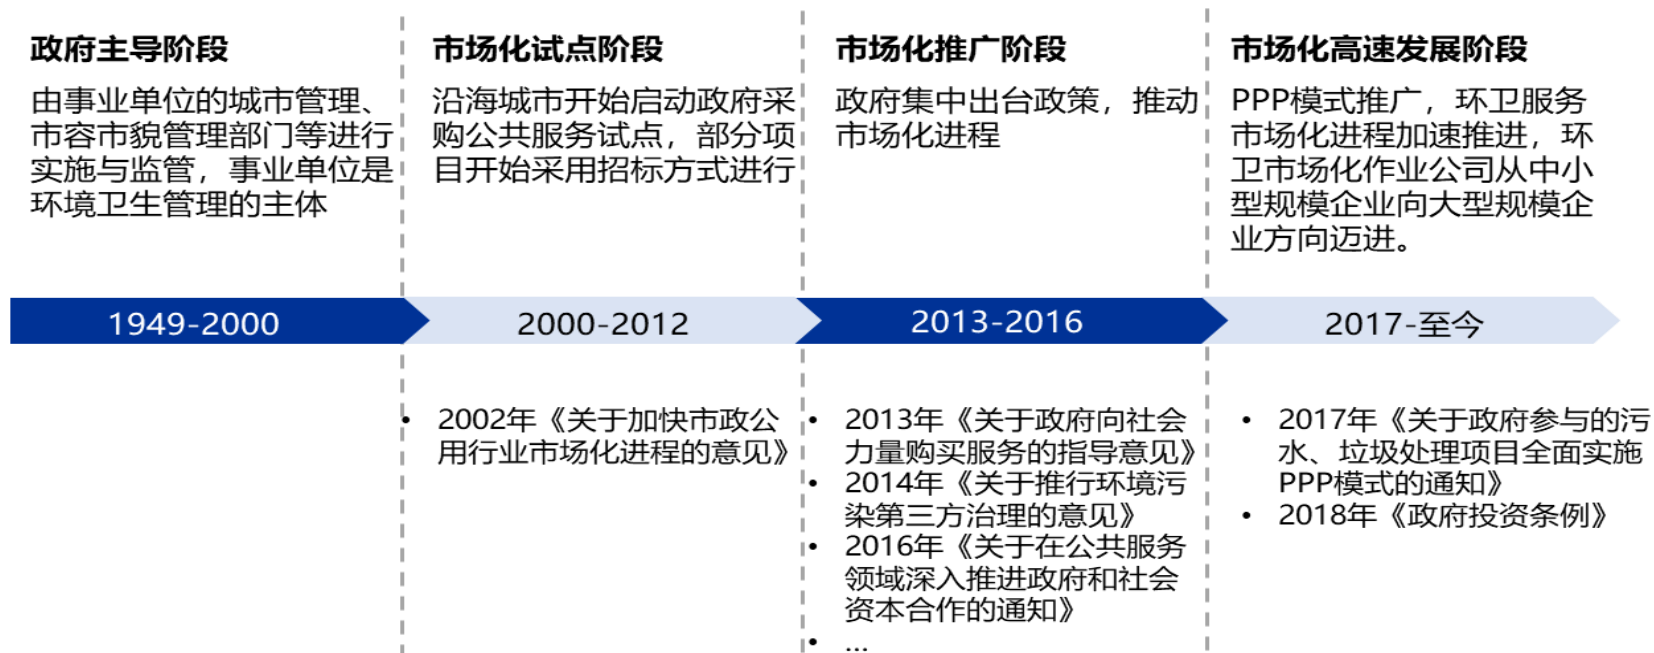 政府主导阶段
由事业单位的城市管理、
市容市貌管理部门等进行
实施与监管，事业单位是
环境卫生管理的主体
市场化试点阶段
沿海城市开始启动政府采
购公共服务试点，部分项
目开始采用招标方式进行
市场化推广阶段
政府集中出台政策，推动
市场化进程
市场化高速发展阶段
PPP模式推广，环卫服务
市场化进程加速推进，环
卫市场化作业公司从中小
型规模企业向大型规模企
业方向迈进。
1949-2000
2000-2012
2013-2016
2017-至今
• 2002年《关于加快市政公
用行业市场化进程的意见》
• 2013年《关于政府向社会
力量购买服务的指导意见》
• 2014年《关于推行环境污
染第三方治理的意见》
• 2016年《关于在公共服务
领域深入推进政府和社会
资本合作的通知》
• ...
• 2017年《关于政府参与的污
水、垃圾处理项目全面实施
PPP模式的通知》
• 2018年《政府投资条例》